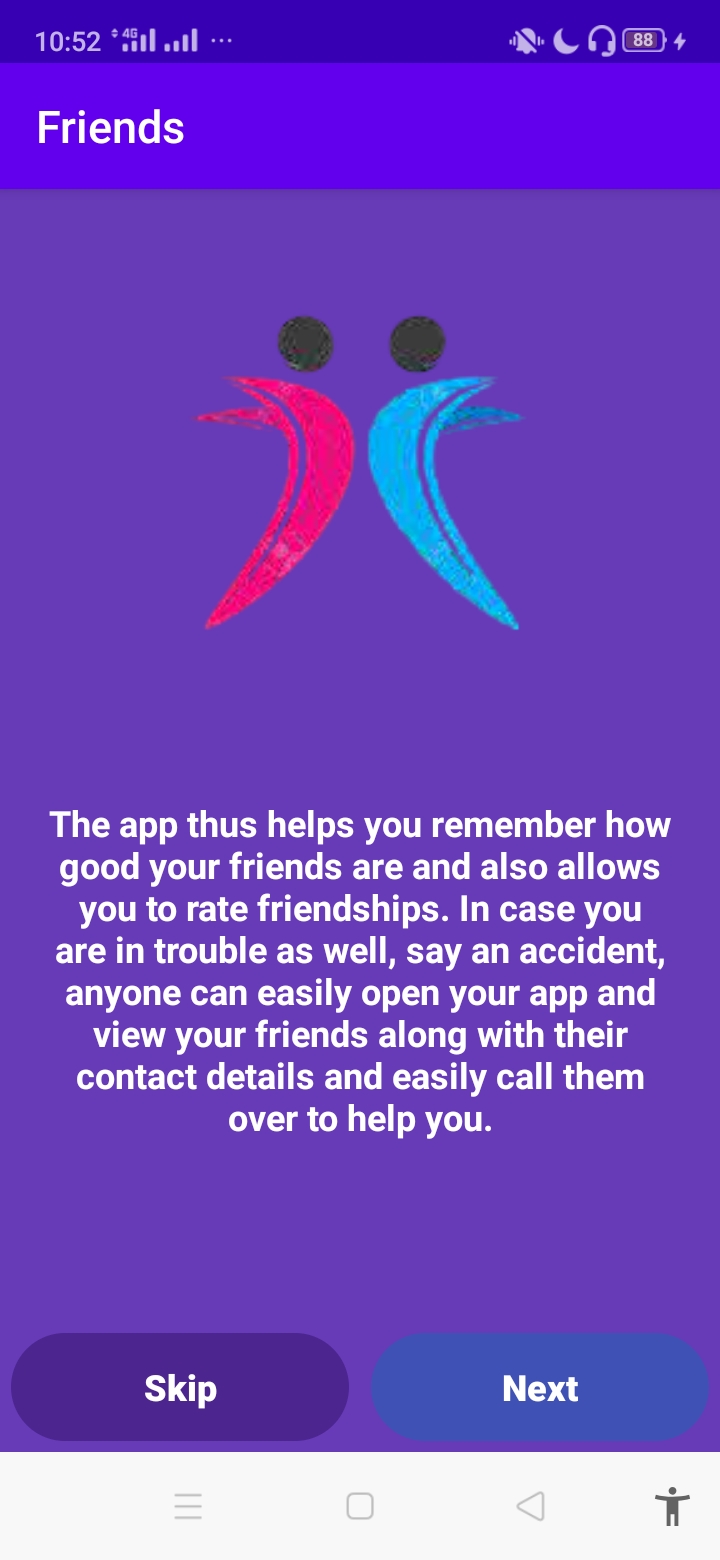 10:52 4G ... 88
Friends
The app thus helps you remember how
good your friends are and also allows
you to rate friendships. In case you
are in trouble as well, say an accident,
anyone can easily open your app and
view your friends along with their
contact details and easily call them
over to help you.
Skip Next